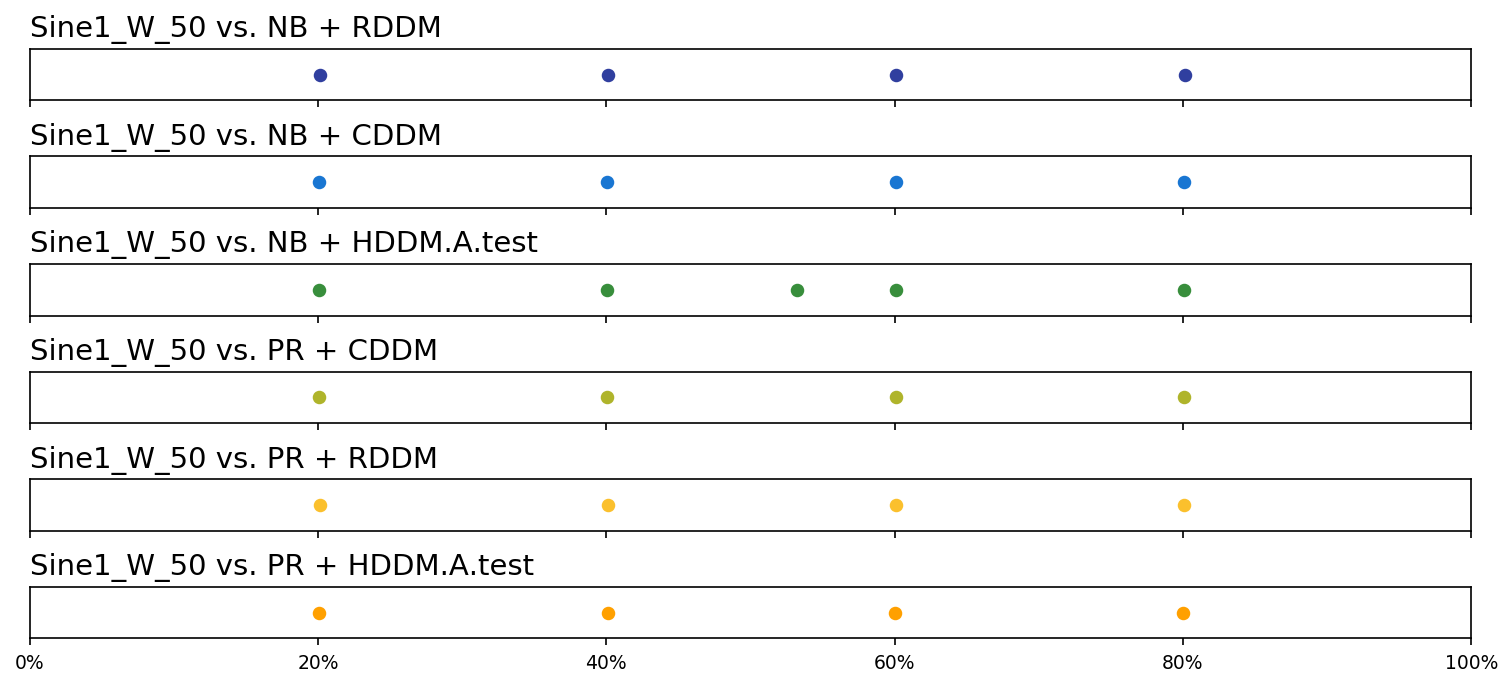 Sine1_W_50 vs. NB + RDDM
Sine1_W_50 vs. NB + CDDM
Sine1_W_50 vs. NB + HDDM.A.test
Sine1_W_50 vs. PR + CDDM
Sine1_W_50 vs. PR + RDDM
Sine1_W_50 vs. PR + HDDM.A.test
0% 20% 40% 60% 80% 100%